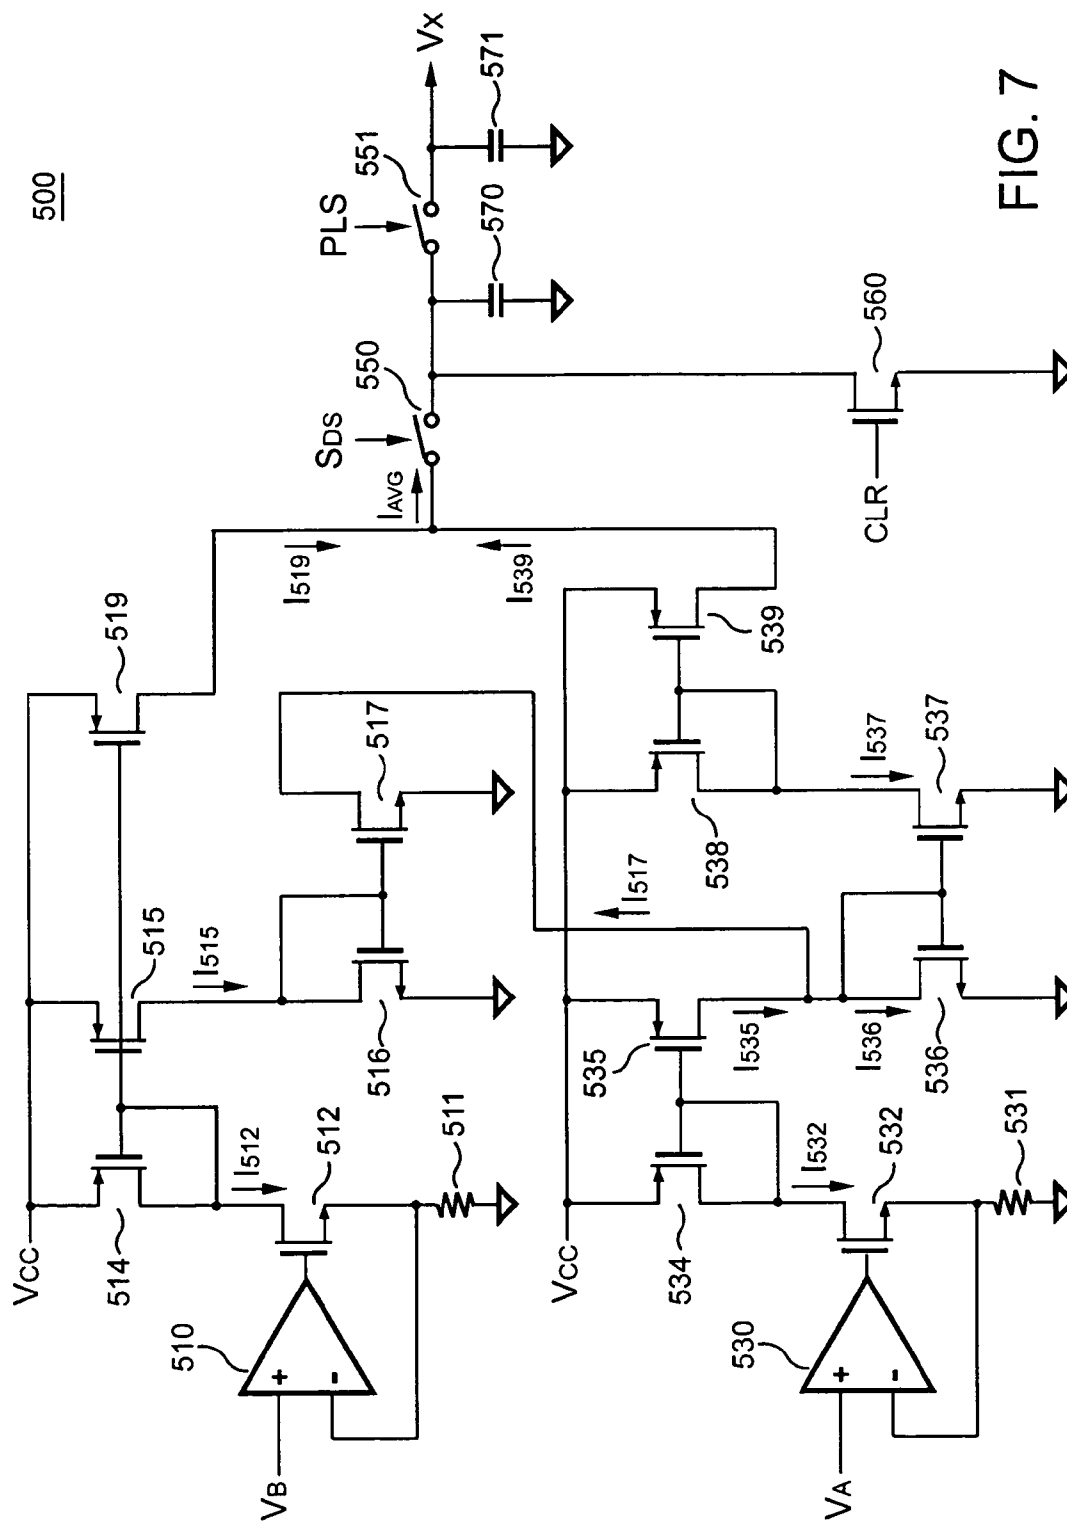 500
VCC
514
515
519
I512
I515
512
511
510
+
-
VB
516
517
I519
I539
IAVG
SDS
550
PLS
551
VX
570
571
560
CLR
VCC
534
535
538
539
I517
I532
I535
I536
I537
532
531
530
+
-
VA
536
537
FIG. 7